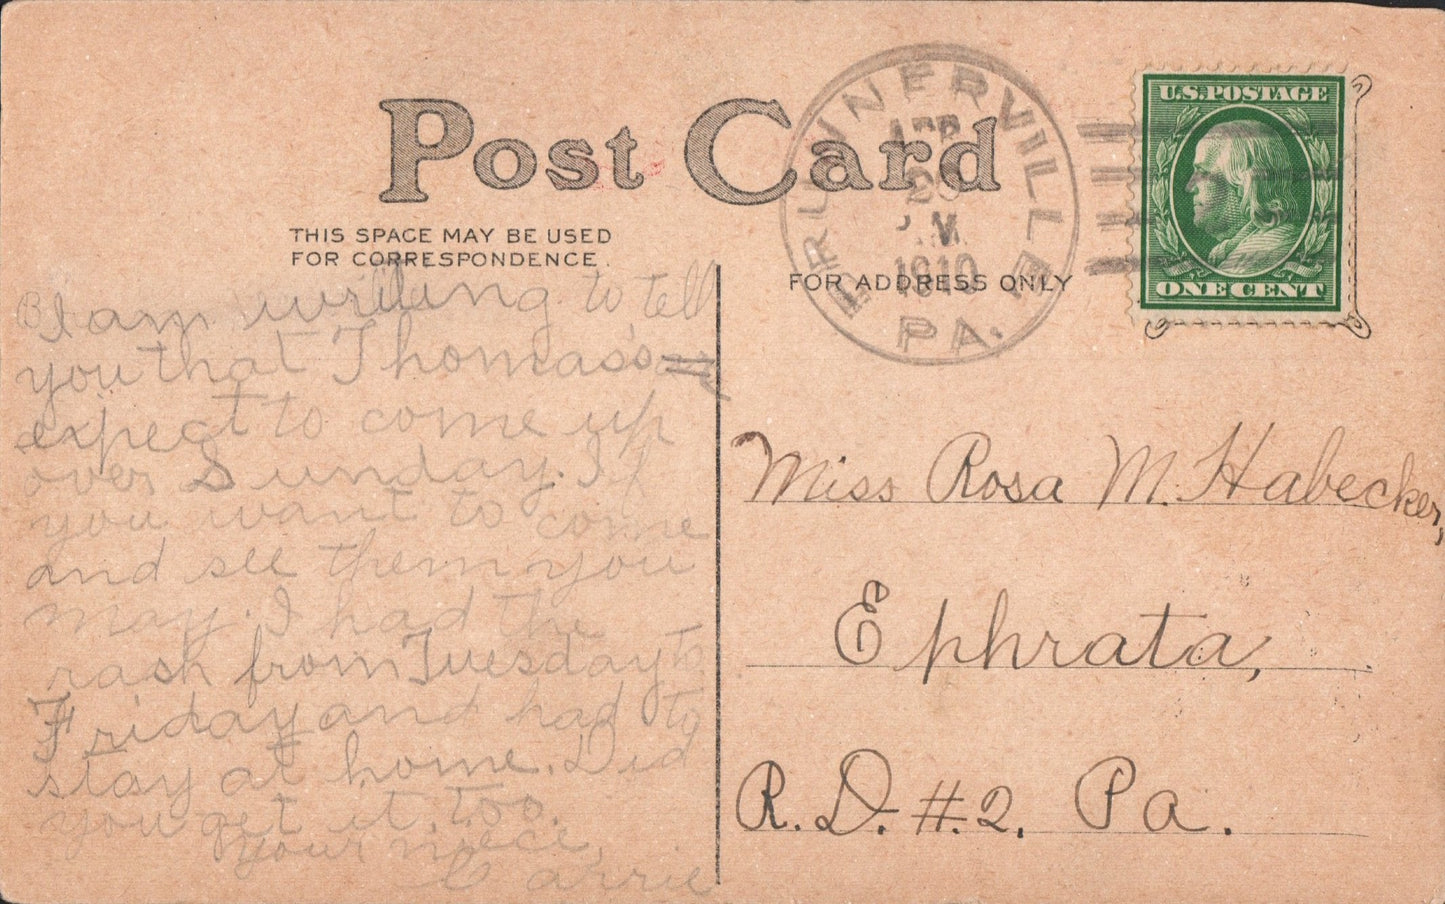 Post Card
THIS SPACE MAY BE USED
FOR CORRESPONDENCE.
FOR ADDRESS ONLY
BRUNNERVILLE
APR
P.M.
1910
PA.
U.S. POSTAGE
ONE CENT
I am writing to tell
you that Thomas's
expect to come up
over Sunday. If
you want to come
and see them you
may. I had the
rash from Tuesday to
Friday and had to
stay at home. Did
you get it too.
Your niece,
Carrie
Miss Rosa M. Habecker,
Ephrata,
R.D. #.2. Pa.